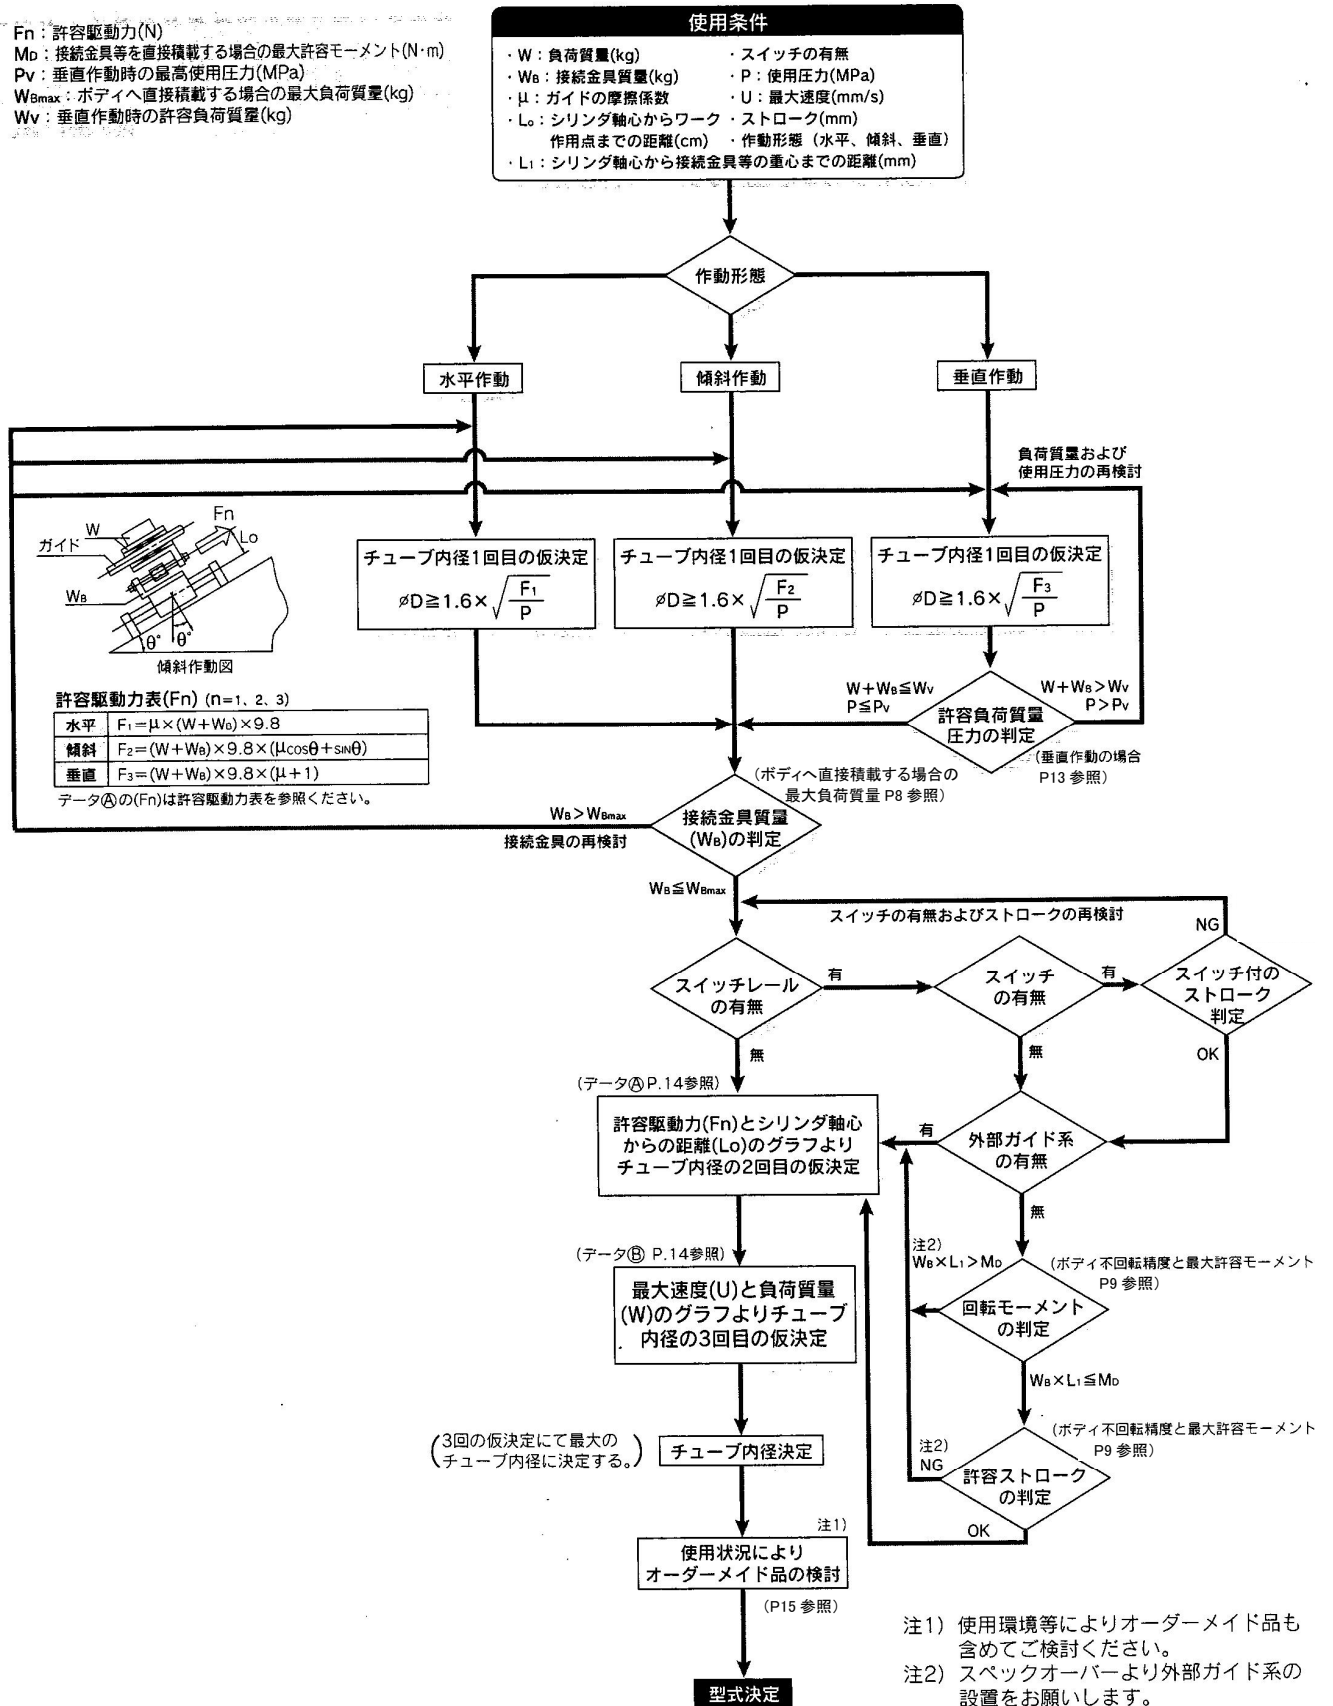 Fn：許容駆動力(N)
MD：接続金具等を直接積載する場合の最大許容モーメント(N·m)
Pv：垂直作動時の最高使用圧力(MPa)
WBmax：ボディへ直接積載する場合の最大負荷質量(kg)
Wv：垂直作動時の許容負荷質量(kg)
使用条件
・W：負荷質量(kg)　・スイッチの有無
・WB：接続金具質量(kg)　・P：使用圧力(MPa)
・μ：ガイドの摩擦係数　・U：最大速度(mm/s)
・Lo：シリンダ軸心からワーク　・ストローク(mm)
作用点までの距離(cm)　・作動形態（水平、傾斜、垂直）
・L1：シリンダ軸心から接続金具等の重心までの距離(mm)
作動形態
水平作動
傾斜作動
垂直作動
負荷質量および
使用圧力の再検討
Fn
W
Lo
ガイド
WB
θ°
θ°
傾斜作動図
チューブ内径1回目の仮決定
øD≧1.6×√F1/P
チューブ内径1回目の仮決定
øD≧1.6×√F2/P
チューブ内径1回目の仮決定
øD≧1.6×√F3/P
許容駆動力表(Fn) (n=1、2、3)
水平　F1=μ×(W+WB)×9.8
傾斜　F2=(W+WB)×9.8×(μcosθ+SINθ)
垂直　F3=(W+WB)×9.8×(μ+1)
データⒶの(Fn)は許容駆動力表を参照ください。
W+WB≦Wv
P≦Pv
W+WB>Wv
P>Pv
許容負荷質量
圧力の判定
(垂直作動の場合
P13 参照)
(ボディへ直接積載する場合の
最大負荷質量 P8 参照)
WB>WBmax
接続金具の再検討
接続金具質量
(WB)の判定
WB≦WBmax
スイッチの有無およびストロークの再検討
NG
スイッチレール
の有無
有
スイッチ
の有無
有
スイッチ付の
ストローク
判定
無
無
OK
(データⒶ P.14参照)
許容駆動力(Fn)とシリンダ軸心
からの距離(Lo)のグラフより
チューブ内径の2回目の仮決定
有
外部ガイド系
の有無
無
(データⒷ P.14参照)
注2)
WB×L1>MD
(ボディ不回転精度と最大許容モーメント
P9 参照)
最大速度(U)と負荷質量
(W)のグラフよりチューブ
内径の3回目の仮決定
回転モーメント
の判定
WB×L1≦MD
(3回の仮決定にて最大の
チューブ内径に決定する。)
チューブ内径決定
注2)
NG
(ボディ不回転精度と最大許容モーメント
P9 参照)
許容ストローク
の判定
OK
注1)
使用状況により
オーダーメイド品の検討
(P15 参照)
型式決定
注1) 使用環境等によりオーダーメイド品も
含めてご検討ください。
注2) スペックオーバーより外部ガイド系の
設置をお願いします。